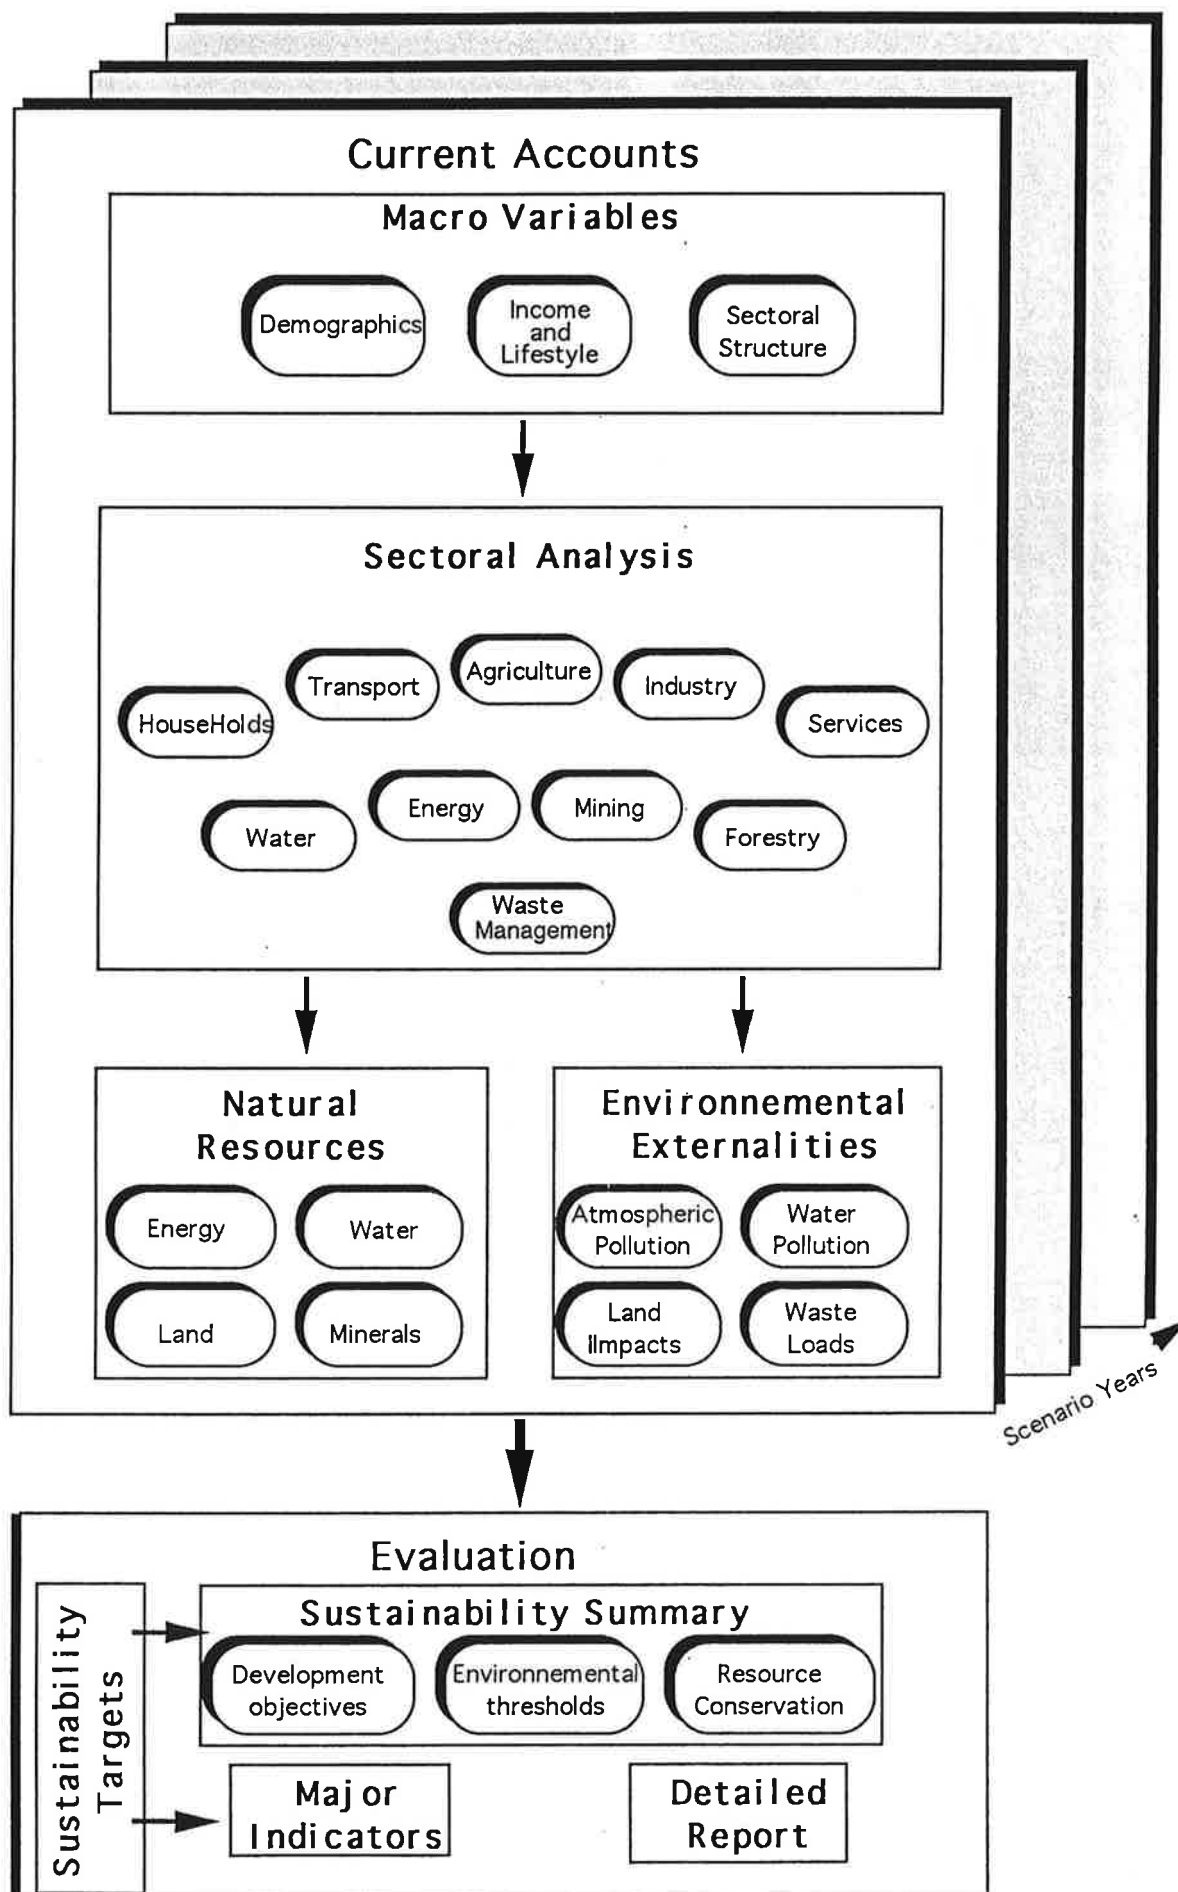 Current Accounts
Macro Variables
Demographics
Income
and
Lifestyle
Sectoral
Structure
Sectoral Analysis
HouseHolds
Transport
Agriculture
Industry
Services
Water
Energy
Mining
Forestry
Waste
Management
Natural
Resources
Energy
Water
Land
Minerals
Environnemental
Externalities
Atmospheric
Pollution
Water
Pollution
Land
IImpacts
Waste
Loads
Scenario Years
Evaluation
Sustainability
Targets
Sustainability Summary
Development
objectives
Environnemental
thresholds
Resource
Conservation
Major
Indicators
Detailed
Report